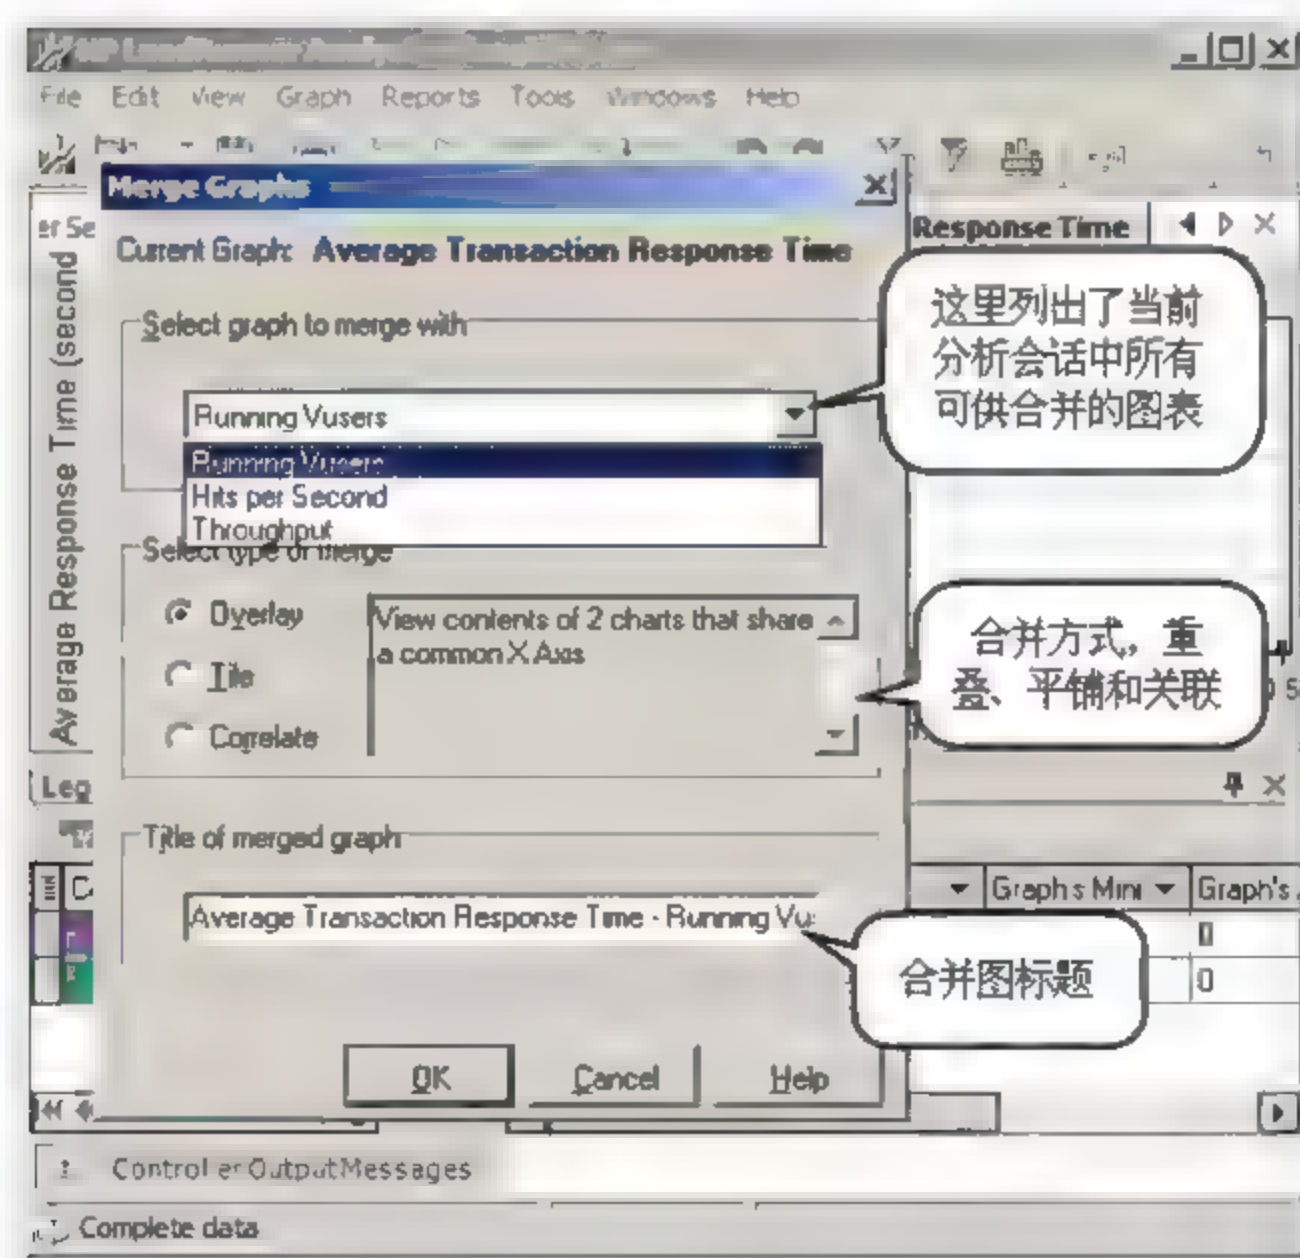 File Edit View Graph Reports Tools Windows Help
Merge Graphs
er Se
Response Time
Current Graph: Average Transaction Response Time
Average Response Time (second
这里列出了当前
分析会话中所有
可供合并的图表
Select graph to merge with
Running Vusers
Running Vusers
Hits per Second
Throughput
Select type of merge
Overlay
Tile
Correlate
View contents of 2 charts that share
a common X Axis
合并方式，重
叠、平铺和关联
Leg
Title of merged graph
Graph's Mini
Graph's
Average Transaction Response Time - Running Vu
0
0
合并图标题
OK
Cancel
Help
Controller Output Messages
Complete data